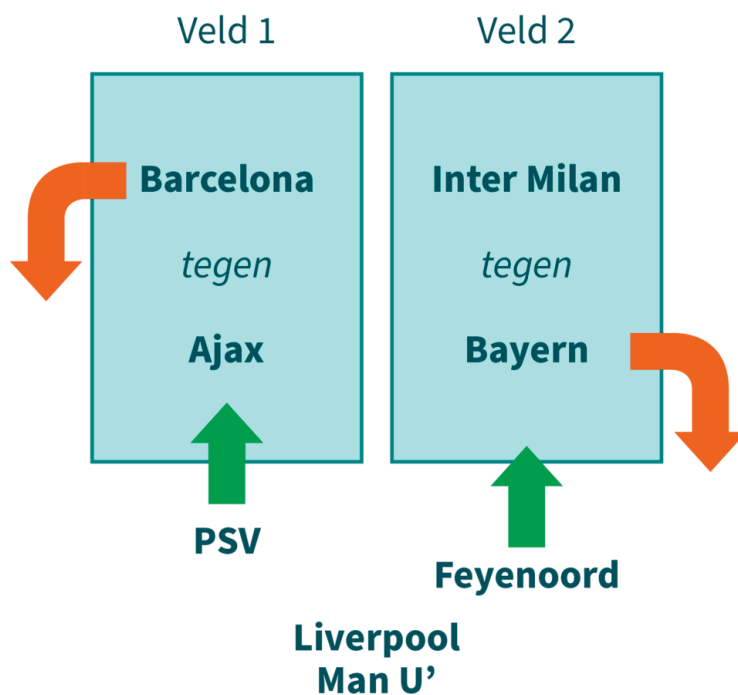 Veld 1
Veld 2
Barcelona
tegen
Ajax
Inter Milan
tegen
Bayern
PSV
Feyenoord
Liverpool
Man U’